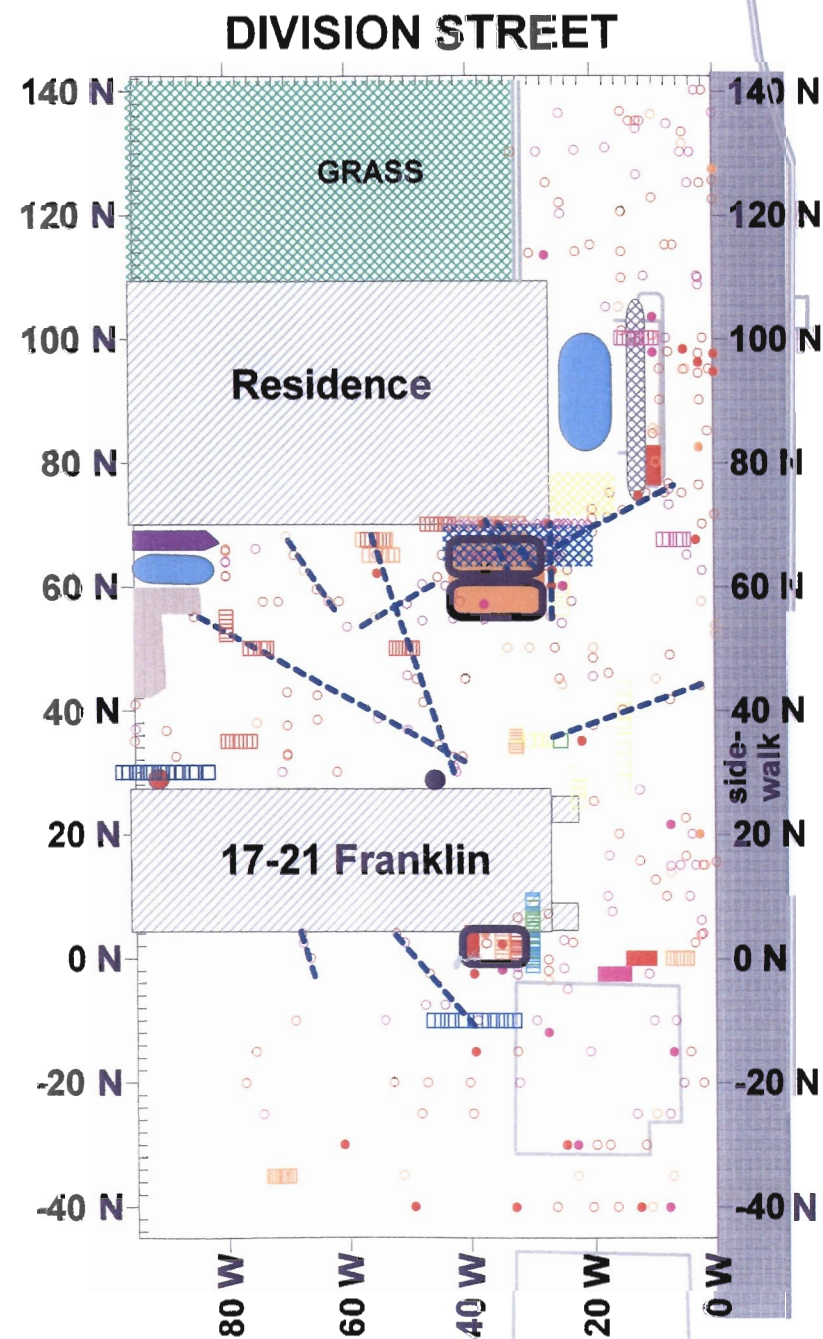 DIVISION STREET
140 N
140 N
GRASS
120 N
120 N
100 N
100 N
Residence
80 N
80 N
60 N
60 N
40 N
40 N
side-
walk
20 N
20 N
17-21 Franklin
0 N
0 N
-20 N
-20 N
-40 N
-40 N
80 W
60 W
40 W
20 W
0 W